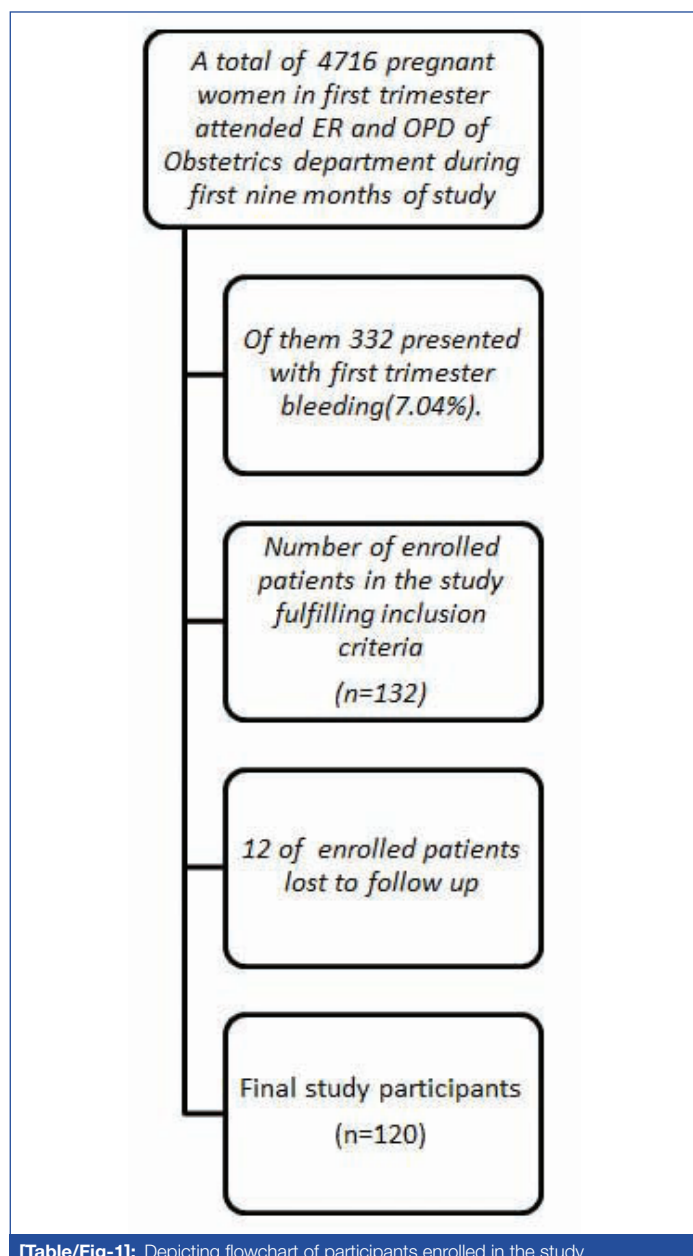 A total of 4716 pregnant
women in first trimester
attended ER and OPD of
Obstetrics department during
first nine months of study
Of them 332 presented
with first trimester
bleeding(7.04%).
Number of enrolled
patients in the study
fulfilling inclusion
criteria
(n=132)
12 of enrolled patients
lost to follow up
Final study participants
(n=120)
[Table/Fig-1]: Depicting flowchart of participants enrolled in the study